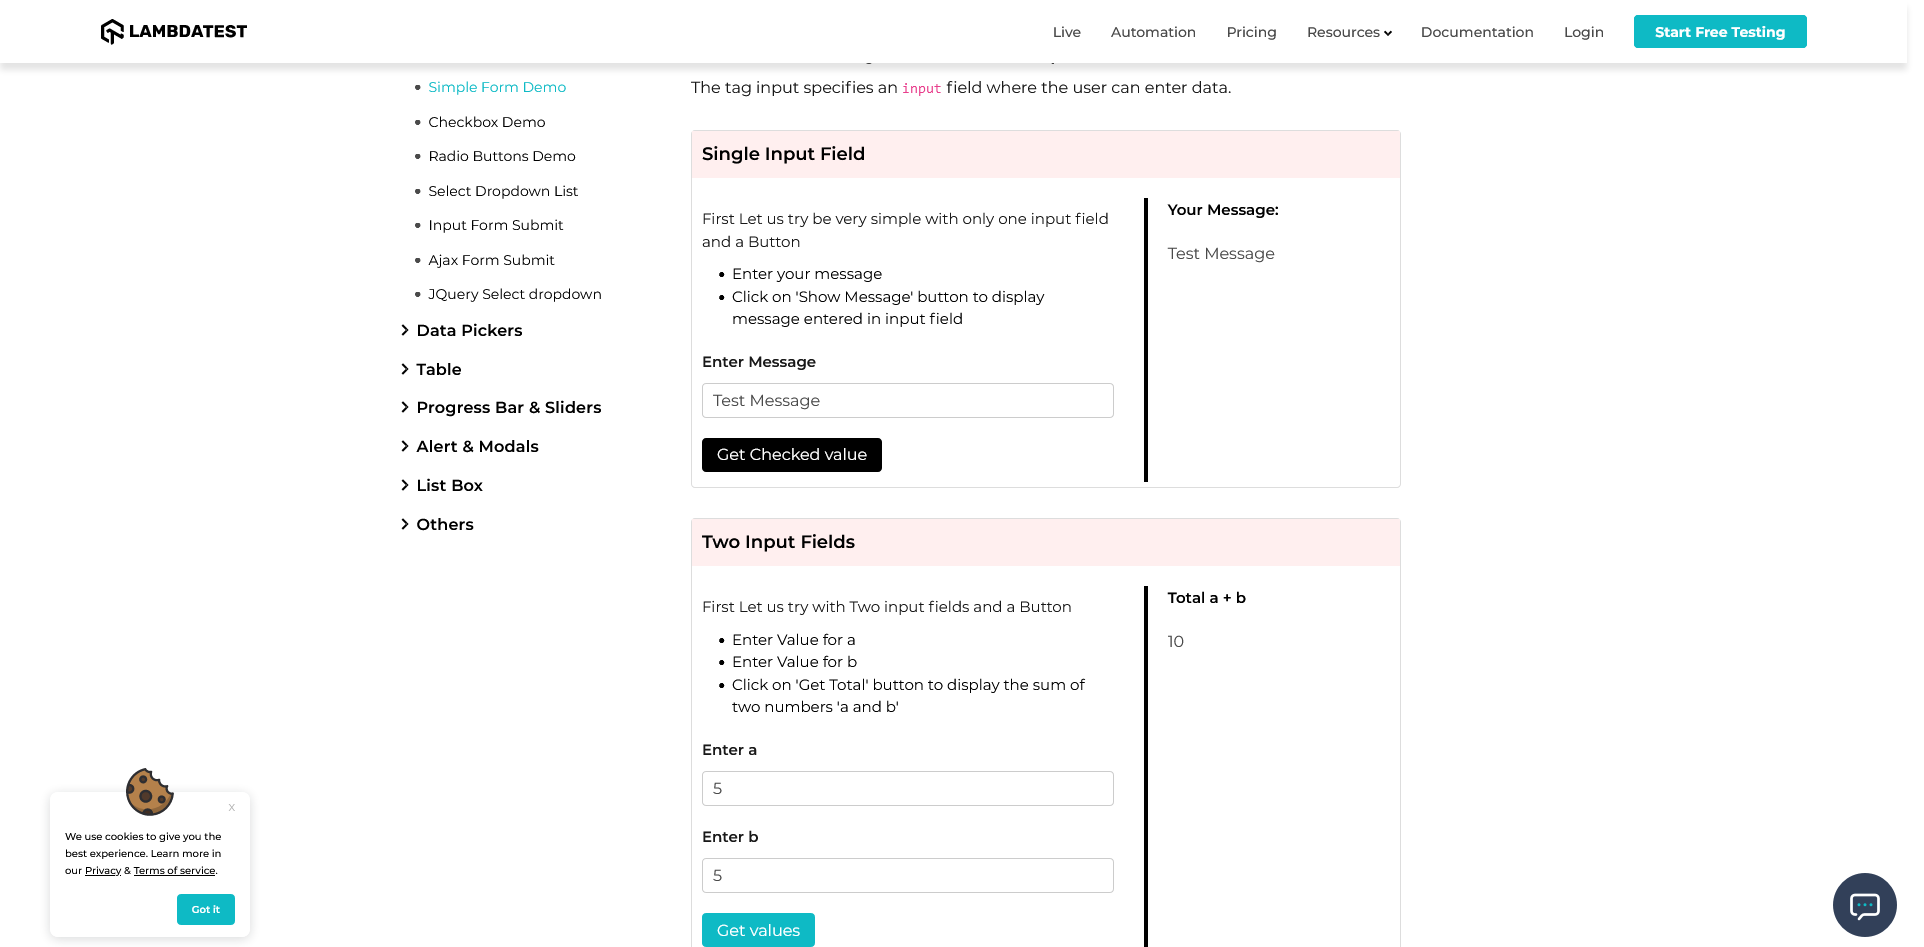 LAMBDATEST
Live
Automation
Pricing
Resources
Documentation
Login
Start Free Testing
Simple Form Demo
Checkbox Demo
Radio Buttons Demo
Select Dropdown List
Input Form Submit
Ajax Form Submit
JQuery Select dropdown
Data Pickers
Table
Progress Bar & Sliders
Alert & Modals
List Box
Others
The tag input specifies an input field where the user can enter data.
Single Input Field
First Let us try be very simple with only one input field
and a Button
Enter your message
Click on 'Show Message' button to display
message entered in input field
Enter Message
Test Message
Get Checked value
Your Message:
Test Message
Two Input Fields
First Let us try with Two input fields and a Button
Enter Value for a
Enter Value for b
Click on 'Get Total' button to display the sum of
two numbers 'a and b'
Enter a
5
Enter b
5
Get values
Total a + b
10
x
We use cookies to give you the
best experience. Learn more in
our Privacy & Terms of service.
Got it